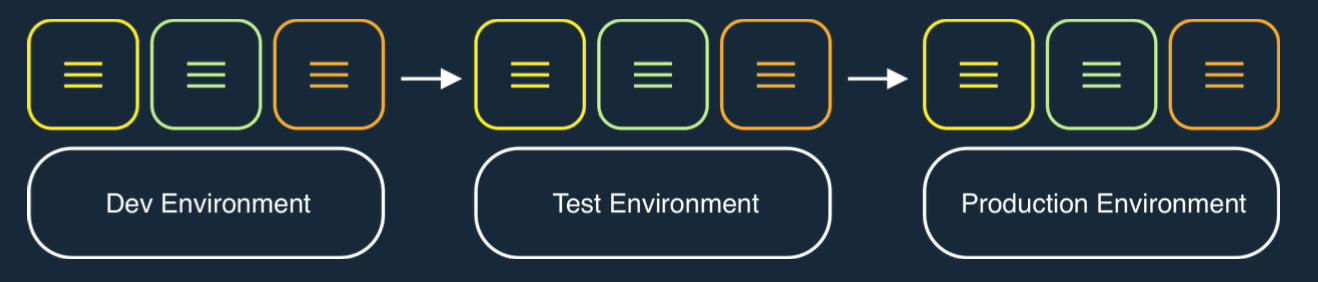 Dev Environment
Test Environment
Production Environment